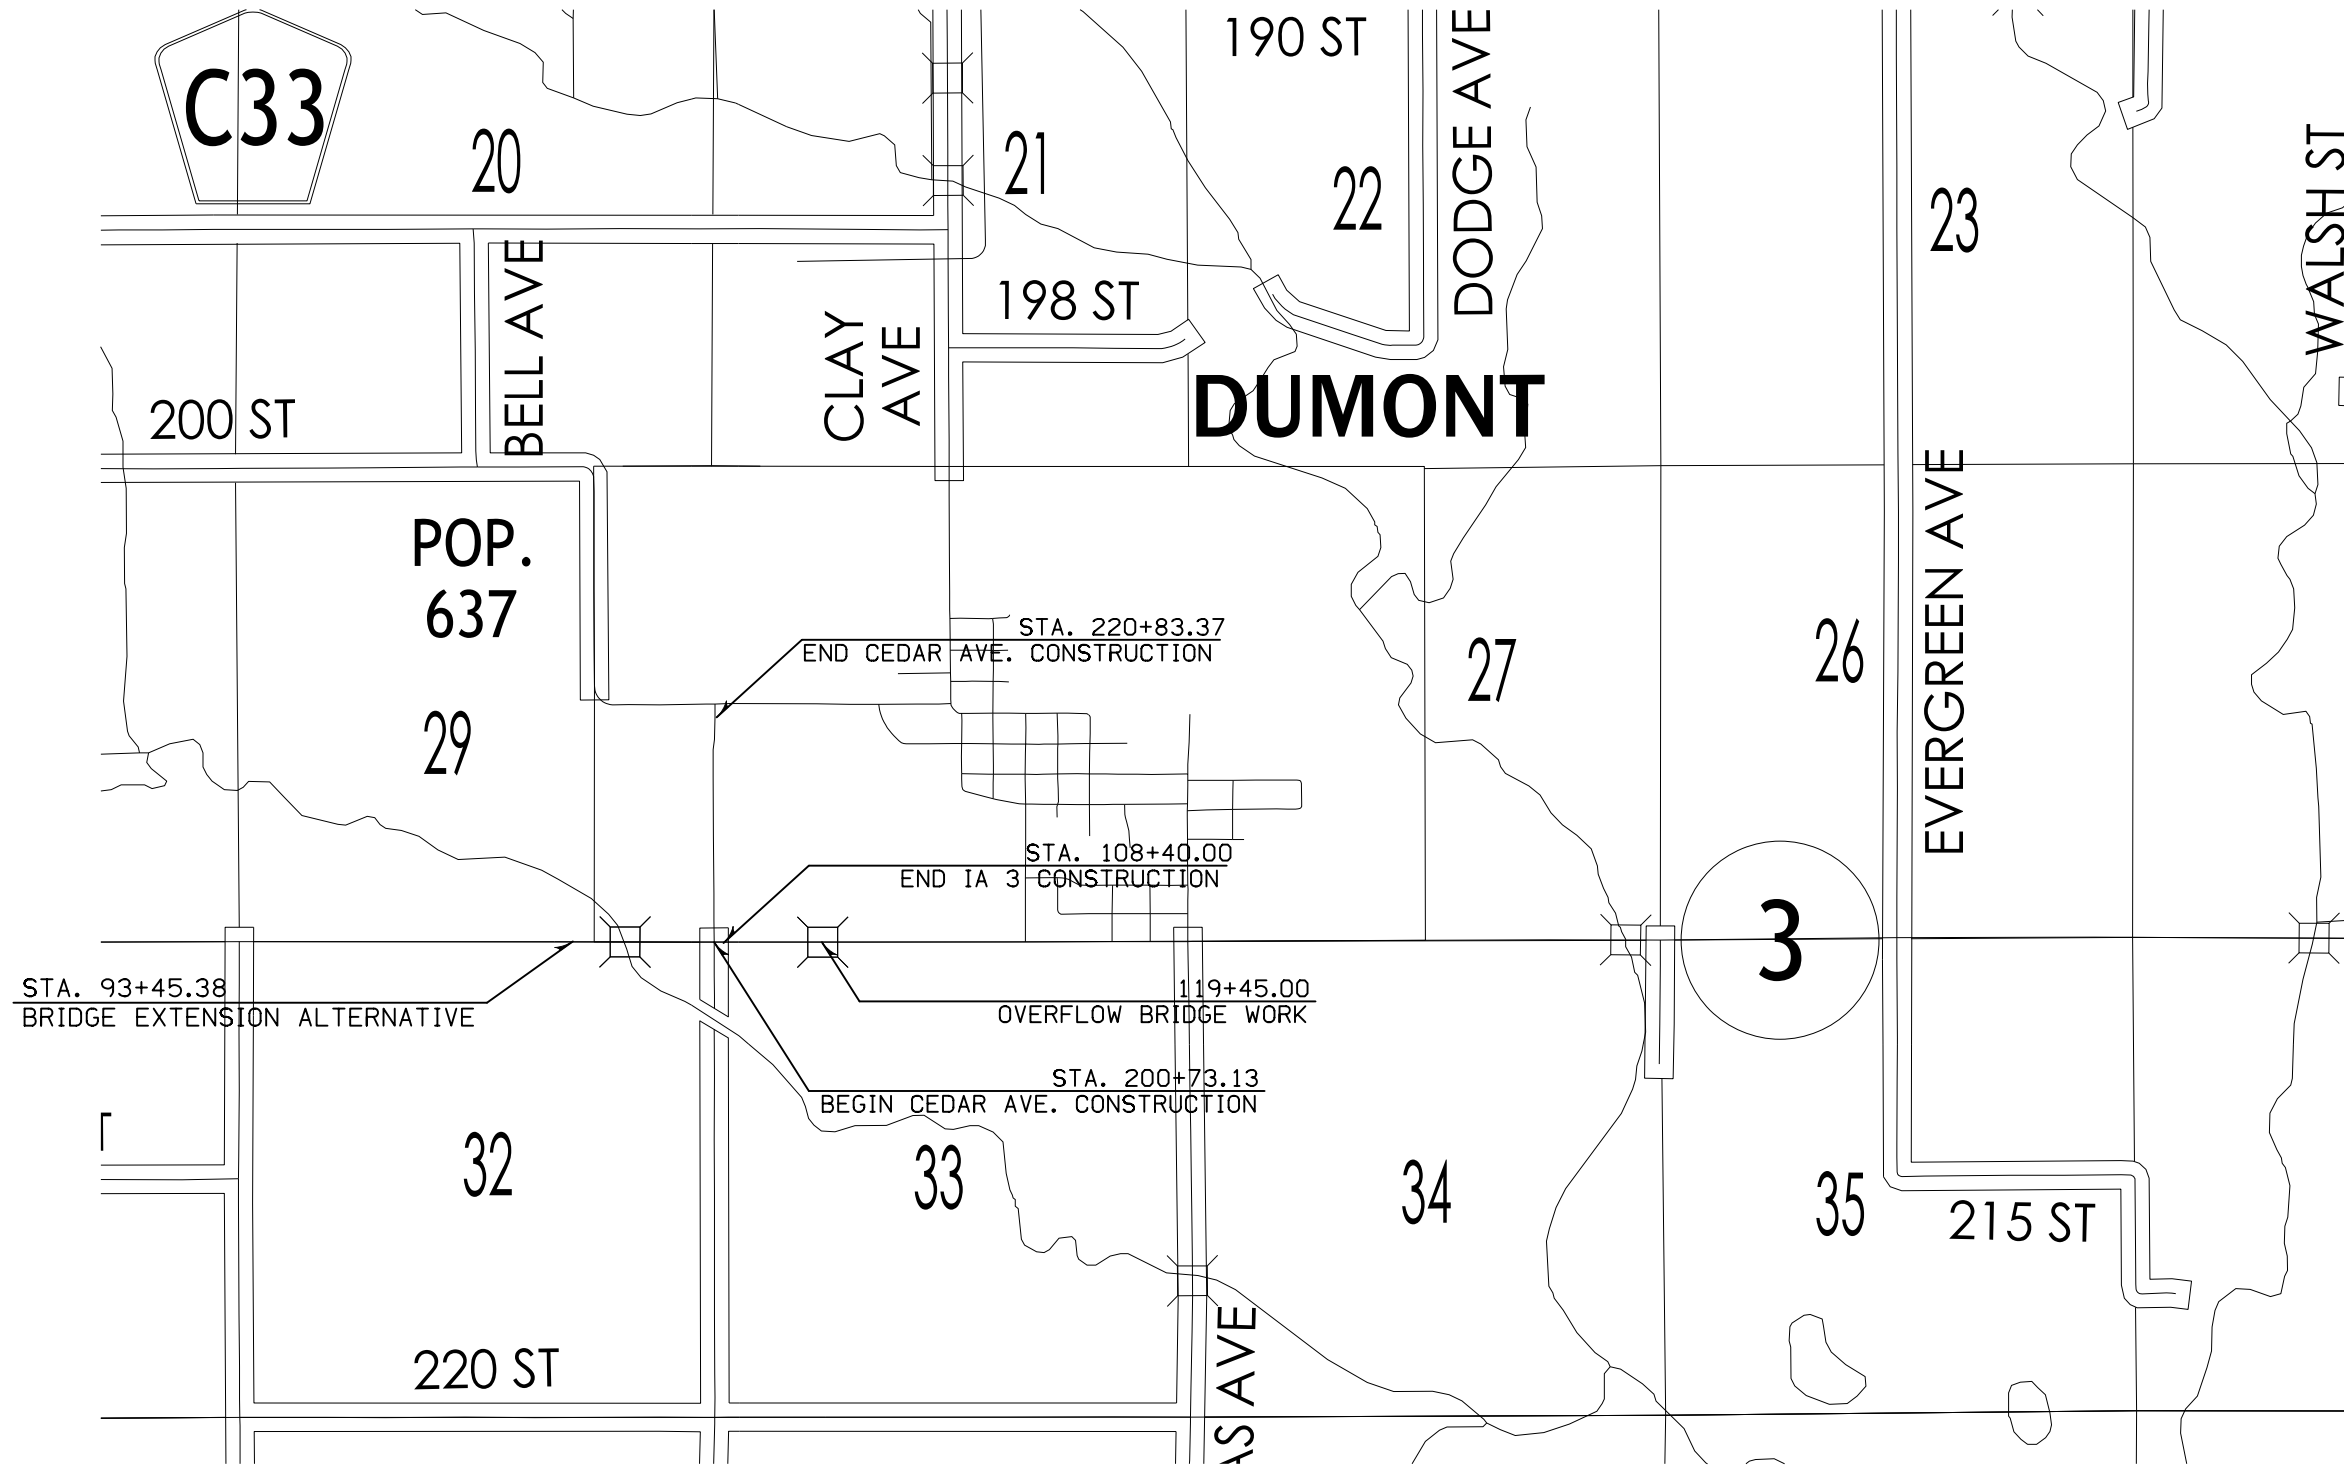 190 ST
DODGE AVE
C33
20
21
22
23
WALSH ST
BELL AVE
198 ST
CLAY
AVE
DUMONT
200 ST
POP.
637
EVERGREEN AVE
STA. 220+83.37
END CEDAR AVE. CONSTRUCTION
27
26
29
STA. 108+40.00
END IA 3 CONSTRUCTION
3
STA. 93+45.38
BRIDGE EXTENSION ALTERNATIVE
119+45.00
OVERFLOW BRIDGE WORK
STA. 200+73.13
BEGIN CEDAR AVE. CONSTRUCTION
T
32
33
34
35
215 ST
220 ST
AS AVE